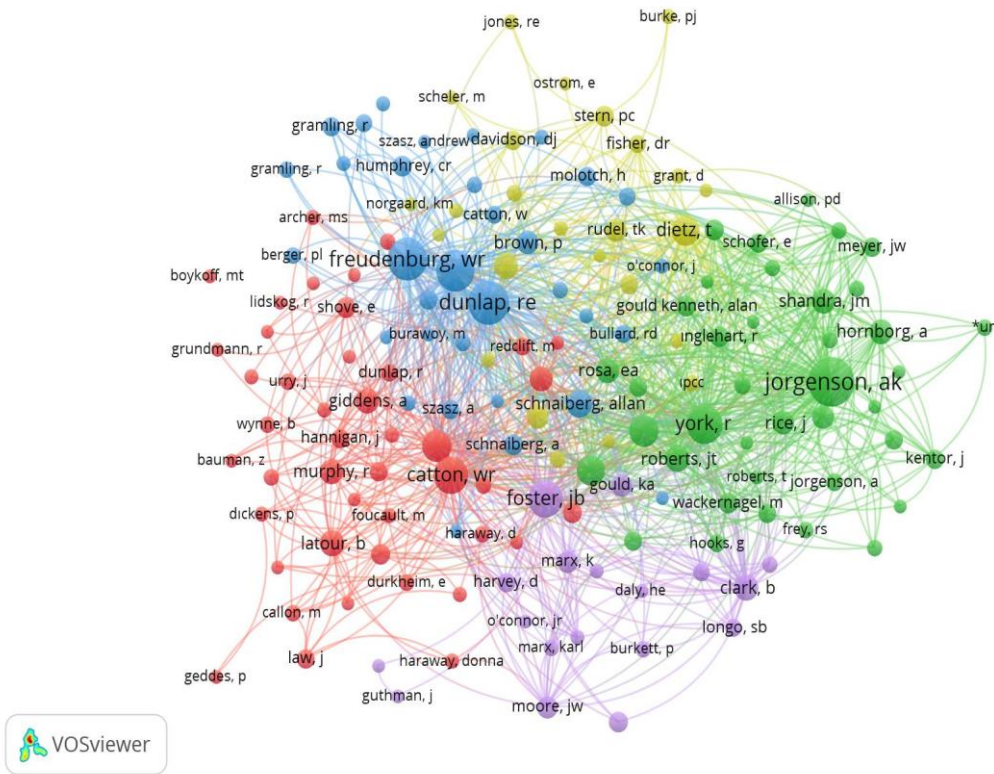 jones, re
burke, pj
ostrom, e
scheler, m
stern, pc
gramling, r
szasz, andrew
davidson, dj
fisher, dr
gramling, r
humphrey, cr
molotch, h
grant, d
norgaard, km
allison, pd
archer, ms
catton, w
rudel, tk
dietz, t
schofer, e
meyer, jw
berger, pl
freudenburg, wr
brown, p
o'connor, j
boykoff, mt
lidskog, r
shove, e
dunlap, re
gould kenneth, alan
shandra, jm
burawoy, m
bullard, rd
inglehart, r
hornborg, a
*un
grundmann, r
redclift, m
urry, j
dunlap, r
rosa, ea
ipcc
jorgenson, ak
giddens, a
szasz, a
schnaiberg, allan
wynne, b
york, r
rice, j
hannigan, j
schnaiberg, a
bauman, z
murphy, r
catton, wr
roberts, jt
kentor, j
gould, ka
roberts, t
jorgenson, a
foster, jb
wackernagel, m
dickens, p
foucault, m
frey, rs
latour, b
haraway, d
hooks, g
durkheim, e
harvey, d
marx, k
daly, he
clark, b
callon, m
o'connor, jr
longo, sb
law, j
haraway, donna
marx, karl
burkett, p
geddes, p
guthman, j
moore, jw
VOSviewer